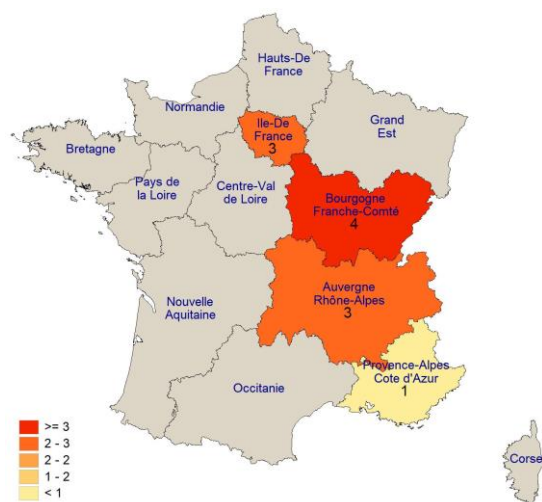 Hauts-De
France
Normandie
Ile-De
France
3
Grand
Est
Bretagne
Pays de
la Loire
Centre-Val
de Loire
Bourgogne
Franche-Comté
4
Auvergne
Rhône-Alpes
3
Nouvelle
Aquitaine
Provence-Alpes
Cote d'Azur
1
Occitanie
Corse
>= 3
2 - 3
2 - 2
1 - 2
< 1